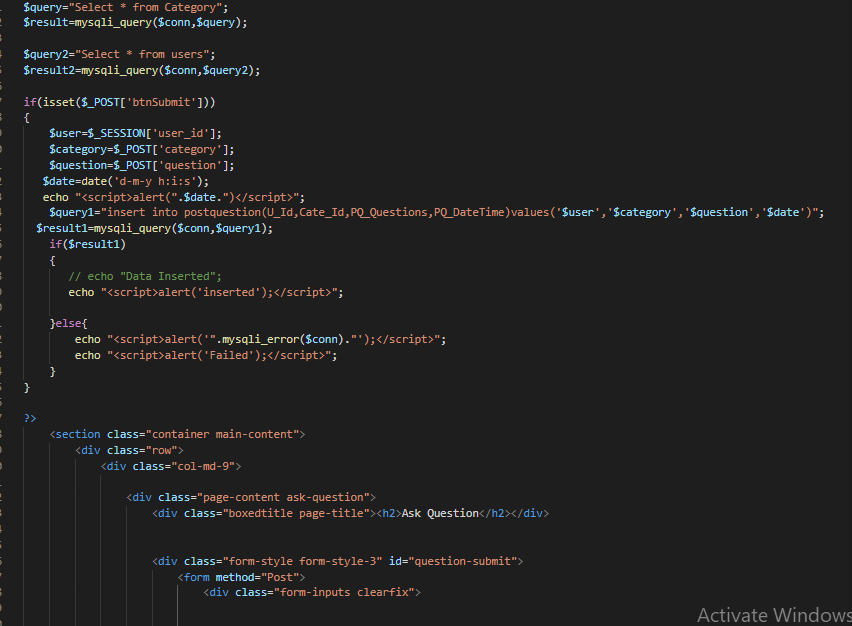 $query="Select * from Category";
$result=mysqli_query($conn,$query);
$query2="Select * from users";
$result2=mysqli_query($conn,$query2);
if(isset($_POST['btnSubmit']))
{
$user=$_SESSION['user_id'];
$category=$_POST['category'];
$question=$_POST['question'];
$date=date('d-m-y h:i:s');
echo "<script>alert(".$date.")</script>";
$query1="insert into postquestion(U_Id,Cate_Id,PQ_Questions,PQ_DateTime)values('$user','$category','$question','$date')";
$result1=mysqli_query($conn,$query1);
if($result1)
{
// echo "Data Inserted";
echo "<script>alert('inserted');</script>";
}else{
echo "<script>alert('".mysqli_error($conn)."');</script>";
echo "<script>alert('Failed');</script>";
}
}
?>
<section class="container main-content">
<div class="row">
<div class="col-md-9">
<div class="page-content ask-question">
<div class="boxedtitle page-title"><h2>Ask Question</h2></div>
<div class="form-style form-style-3" id="question-submit">
<form method="Post">
<div class="form-inputs clearfix">
Activate Windows